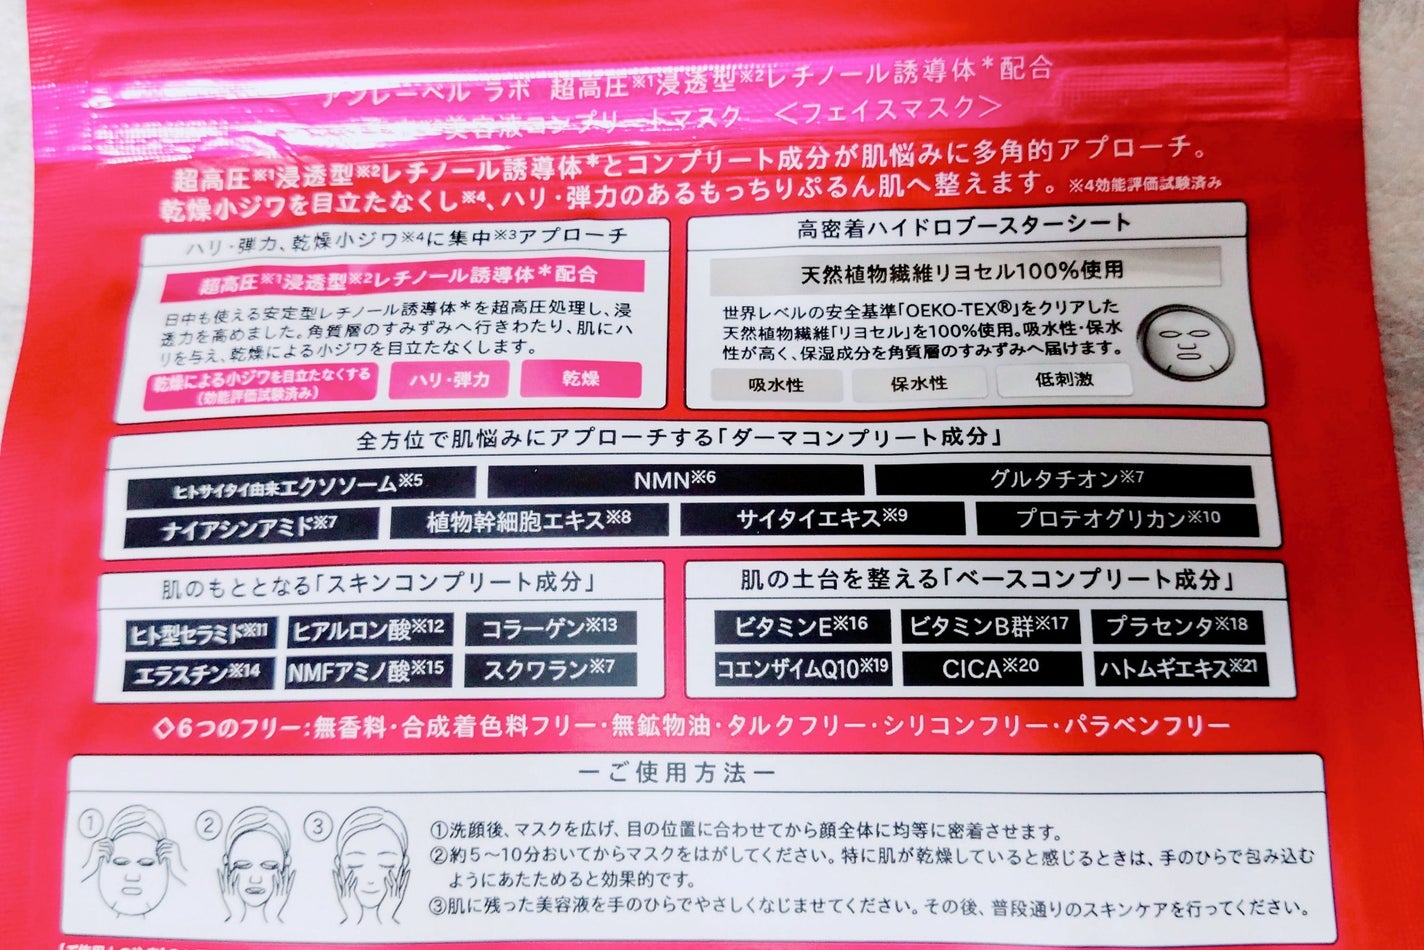 アンレーベル ラボ 超高圧※1浸透型※2レチノール誘導体*配合
美容液コンプリートマスク <フェイスマスク>
超高圧※1浸透型※2レチノール誘導体*とコンプリート成分が肌悩みに多角的アプローチ。
乾燥小ジワを目立たなくし※4、ハリ・弾力のあるもっちりぷるん肌へ整えます。※4効能評価試験済み
ハリ・弾力、乾燥小ジワ※4に集中※3アプローチ
超高圧※1浸透型※2レチノール誘導体*配合
日中も使える安定型レチノール誘導体*を超高圧処理し、浸
透力を高めました。角質層のすみずみへ行きわたり、肌にハ
リを与え、乾燥による小ジワを目立たなくします。
乾燥による小ジワを目立たなくする
(効能評価試験済み)
ハリ・弾力
乾燥
高密着ハイドロブースターシート
天然植物繊維リヨセル100%使用
世界レベルの安全基準「OEKO-TEX®」をクリアした
天然植物繊維「リヨセル」を100%使用。吸水性・保水
性が高く、保湿成分を角質層のすみずみへ届けます。
吸水性
保水性
低刺激
全方位で肌悩みにアプローチする「ダーマコンプリート成分」
ヒトサイタイ由来エクソソーム※5
NMN※6
グルタチオン※7
ナイアシンアミド※7
植物幹細胞エキス※8
サイタイエキス※9
プロテオグリカン※10
肌のもととなる「スキンコンプリート成分」
ヒト型セラミド※11
ヒアルロン酸※12
コラーゲン※13
エラスチン※14
NMFアミノ酸※15
スクワラン※7
肌の土台を整える「ベースコンプリート成分」
ビタミンE※16
ビタミンB群※17
プラセンタ※18
コエンザイムQ10※19
CICA※20
ハトムギエキス※21
◇6つのフリー:無香料・合成着色料フリー・無鉱物油・タルクフリー・シリコンフリー・パラベンフリー
ーご使用方法ー
①
②
③
①洗顔後、マスクを広げ、目の位置に合わせてから顔全体に均等に密着させます。
②約5〜10分おいてからマスクをはがしてください。特に肌が乾燥していると感じるときは、手のひらで包み込む
ようにあたためると効果的です。
③肌に残った美容液を手のひらでやさしくなじませてください。その後、普段通りのスキンケアを行ってください。